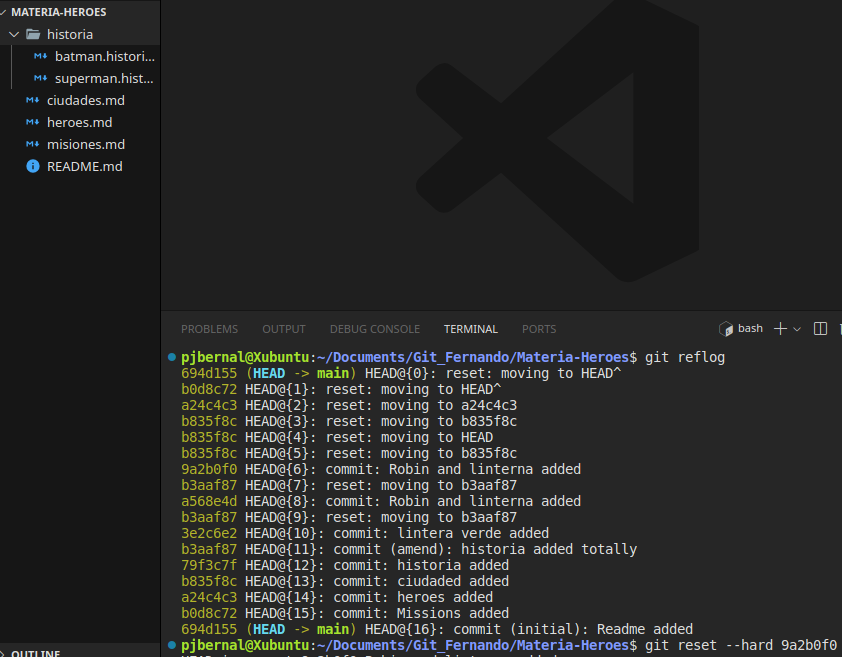 MATERIA-HEROES
historia
batman.histori...
superman.hist...
ciudades.md
heroes.md
misiones.md
README.md
OUTLINE
PROBLEMS OUTPUT DEBUG CONSOLE TERMINAL PORTS bash
pjbernal@Xubuntu:~/Documents/Git_Fernando/Materia-Heroes$ git reflog
694d155 (HEAD -> main) HEAD@{0}: reset: moving to HEAD^
b0d8c72 HEAD@{1}: reset: moving to HEAD^
a24c4c3 HEAD@{2}: reset: moving to a24c4c3
b835f8c HEAD@{3}: reset: moving to b835f8c
b835f8c HEAD@{4}: reset: moving to HEAD
b835f8c HEAD@{5}: reset: moving to b835f8c
9a2b0f0 HEAD@{6}: commit: Robin and linterna added
b3aaf87 HEAD@{7}: reset: moving to b3aaf87
a568e4d HEAD@{8}: commit: Robin and linterna added
b3aaf87 HEAD@{9}: reset: moving to b3aaf87
3e2c6e2 HEAD@{10}: commit: lintera verde added
b3aaf87 HEAD@{11}: commit (amend): historia added totally
79f3c7f HEAD@{12}: commit: historia added
b835f8c HEAD@{13}: commit: ciudaded added
a24c4c3 HEAD@{14}: commit: heroes added
b0d8c72 HEAD@{15}: commit: Missions added
694d155 (HEAD -> main) HEAD@{16}: commit (initial): Readme added
pjbernal@Xubuntu:~/Documents/Git_Fernando/Materia-Heroes$ git reset --hard 9a2b0f0